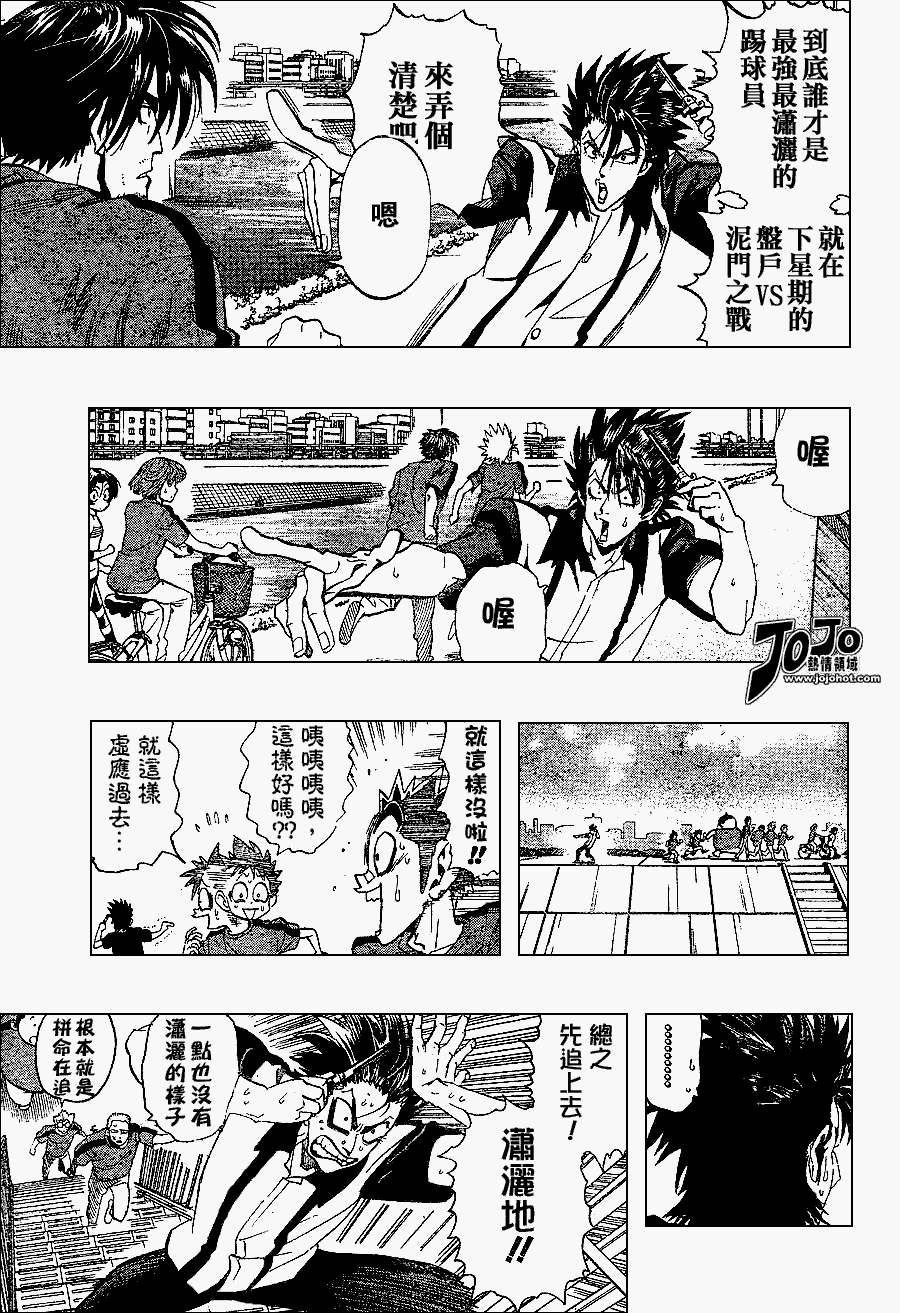 到底誰才是
最強最瀟灑的
踢球員
就在
下星期的
盤戶VS
泥門之戰
來弄個
清楚吧
嗯
喔
喔
JOJO
熱情領域
www.jojohot.com
就這樣沒啦!!
咦咦咦咦，
這樣好嗎??
就這樣
虛應過去…
………
總之
先追上去!
瀟灑地!!
一點也沒有
瀟灑的樣子
根本就是
拼命在追